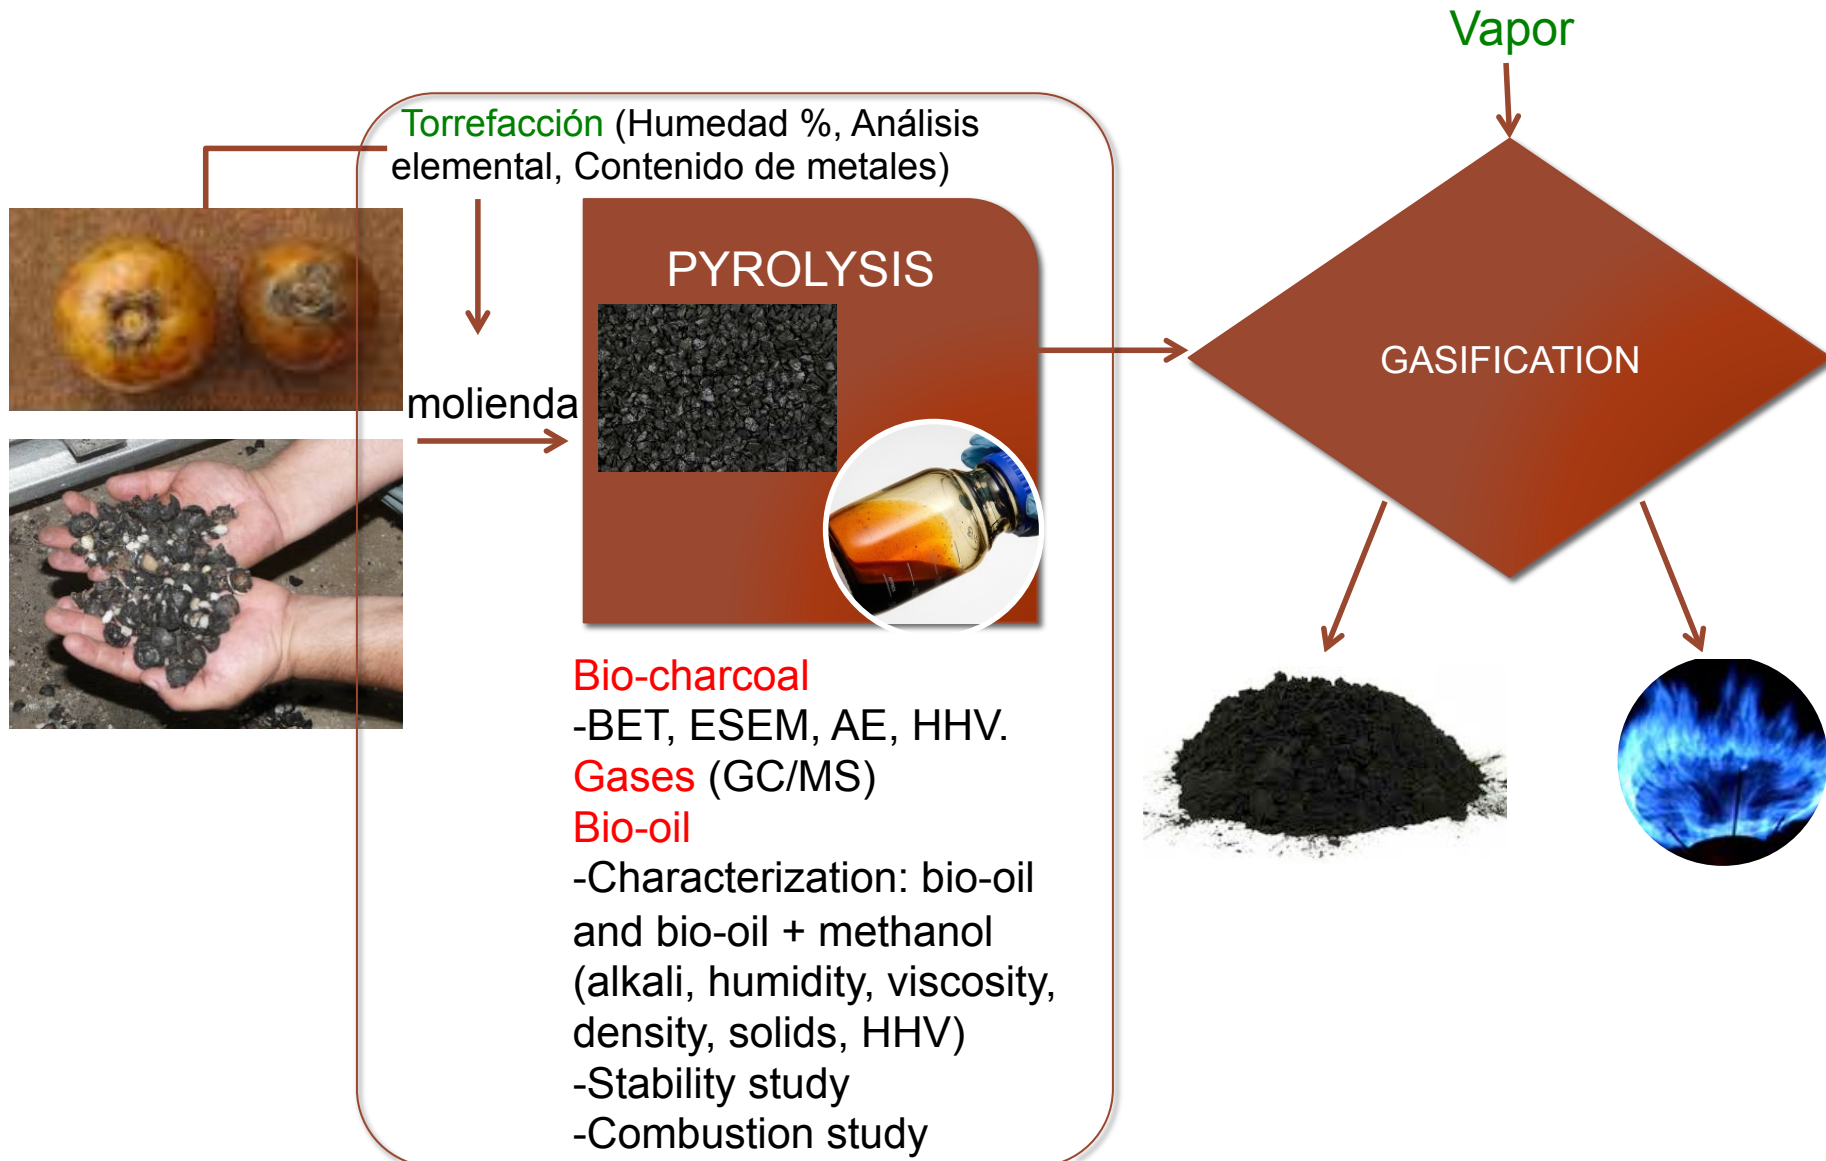 Vapor
Torrefacción (Humedad %, Análisis
elemental, Contenido de metales)
PYROLYSIS
molienda
GASIFICATION
Bio-charcoal
-BET, ESEM, AE, HHV.
Gases (GC/MS)
Bio-oil
-Characterization: bio-oil
and bio-oil + methanol
(alkali, humidity, viscosity,
density, solids, HHV)
-Stability study
-Combustion study